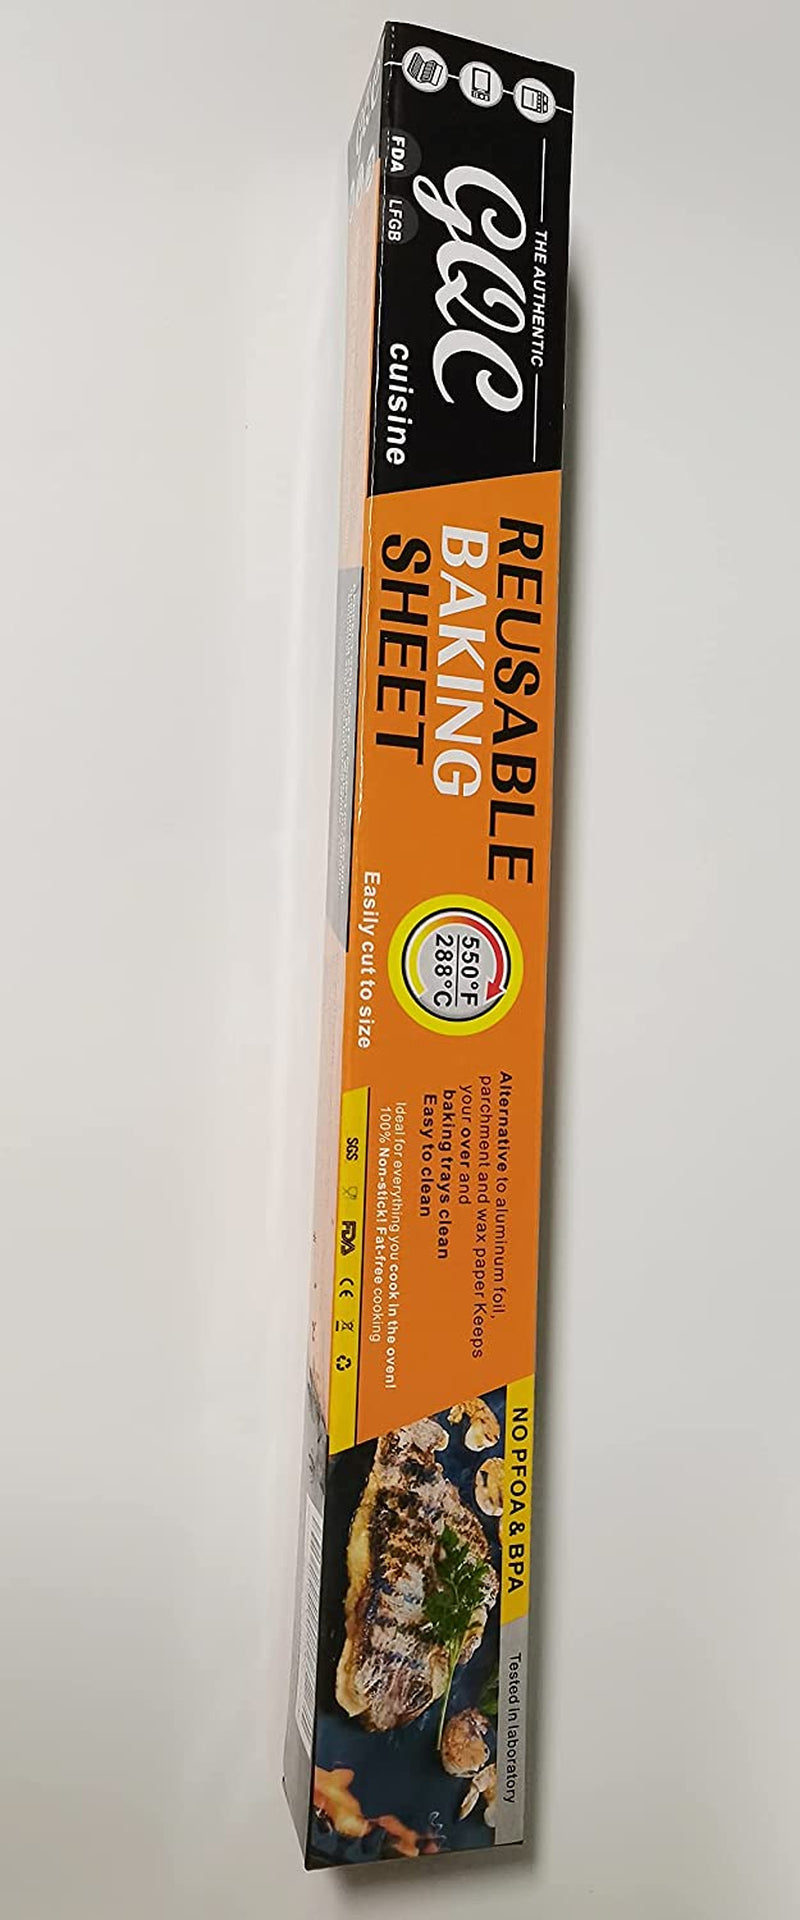 THE AUTHENTIC
GQC
cuisine
FDA
LFGB
REUSABLE
BAKING
SHEET
550°F
288°C
Easily cut to size
Alternative to aluminum foil,
parchment and wax paper Keeps
your over and
baking trays clean
Easy to clean
Ideal for everything you cook in the oven!
100% Non-stick! Fat-free cooking
SGS FDA CE
NO PFOA & BPA
Tested in laboratory